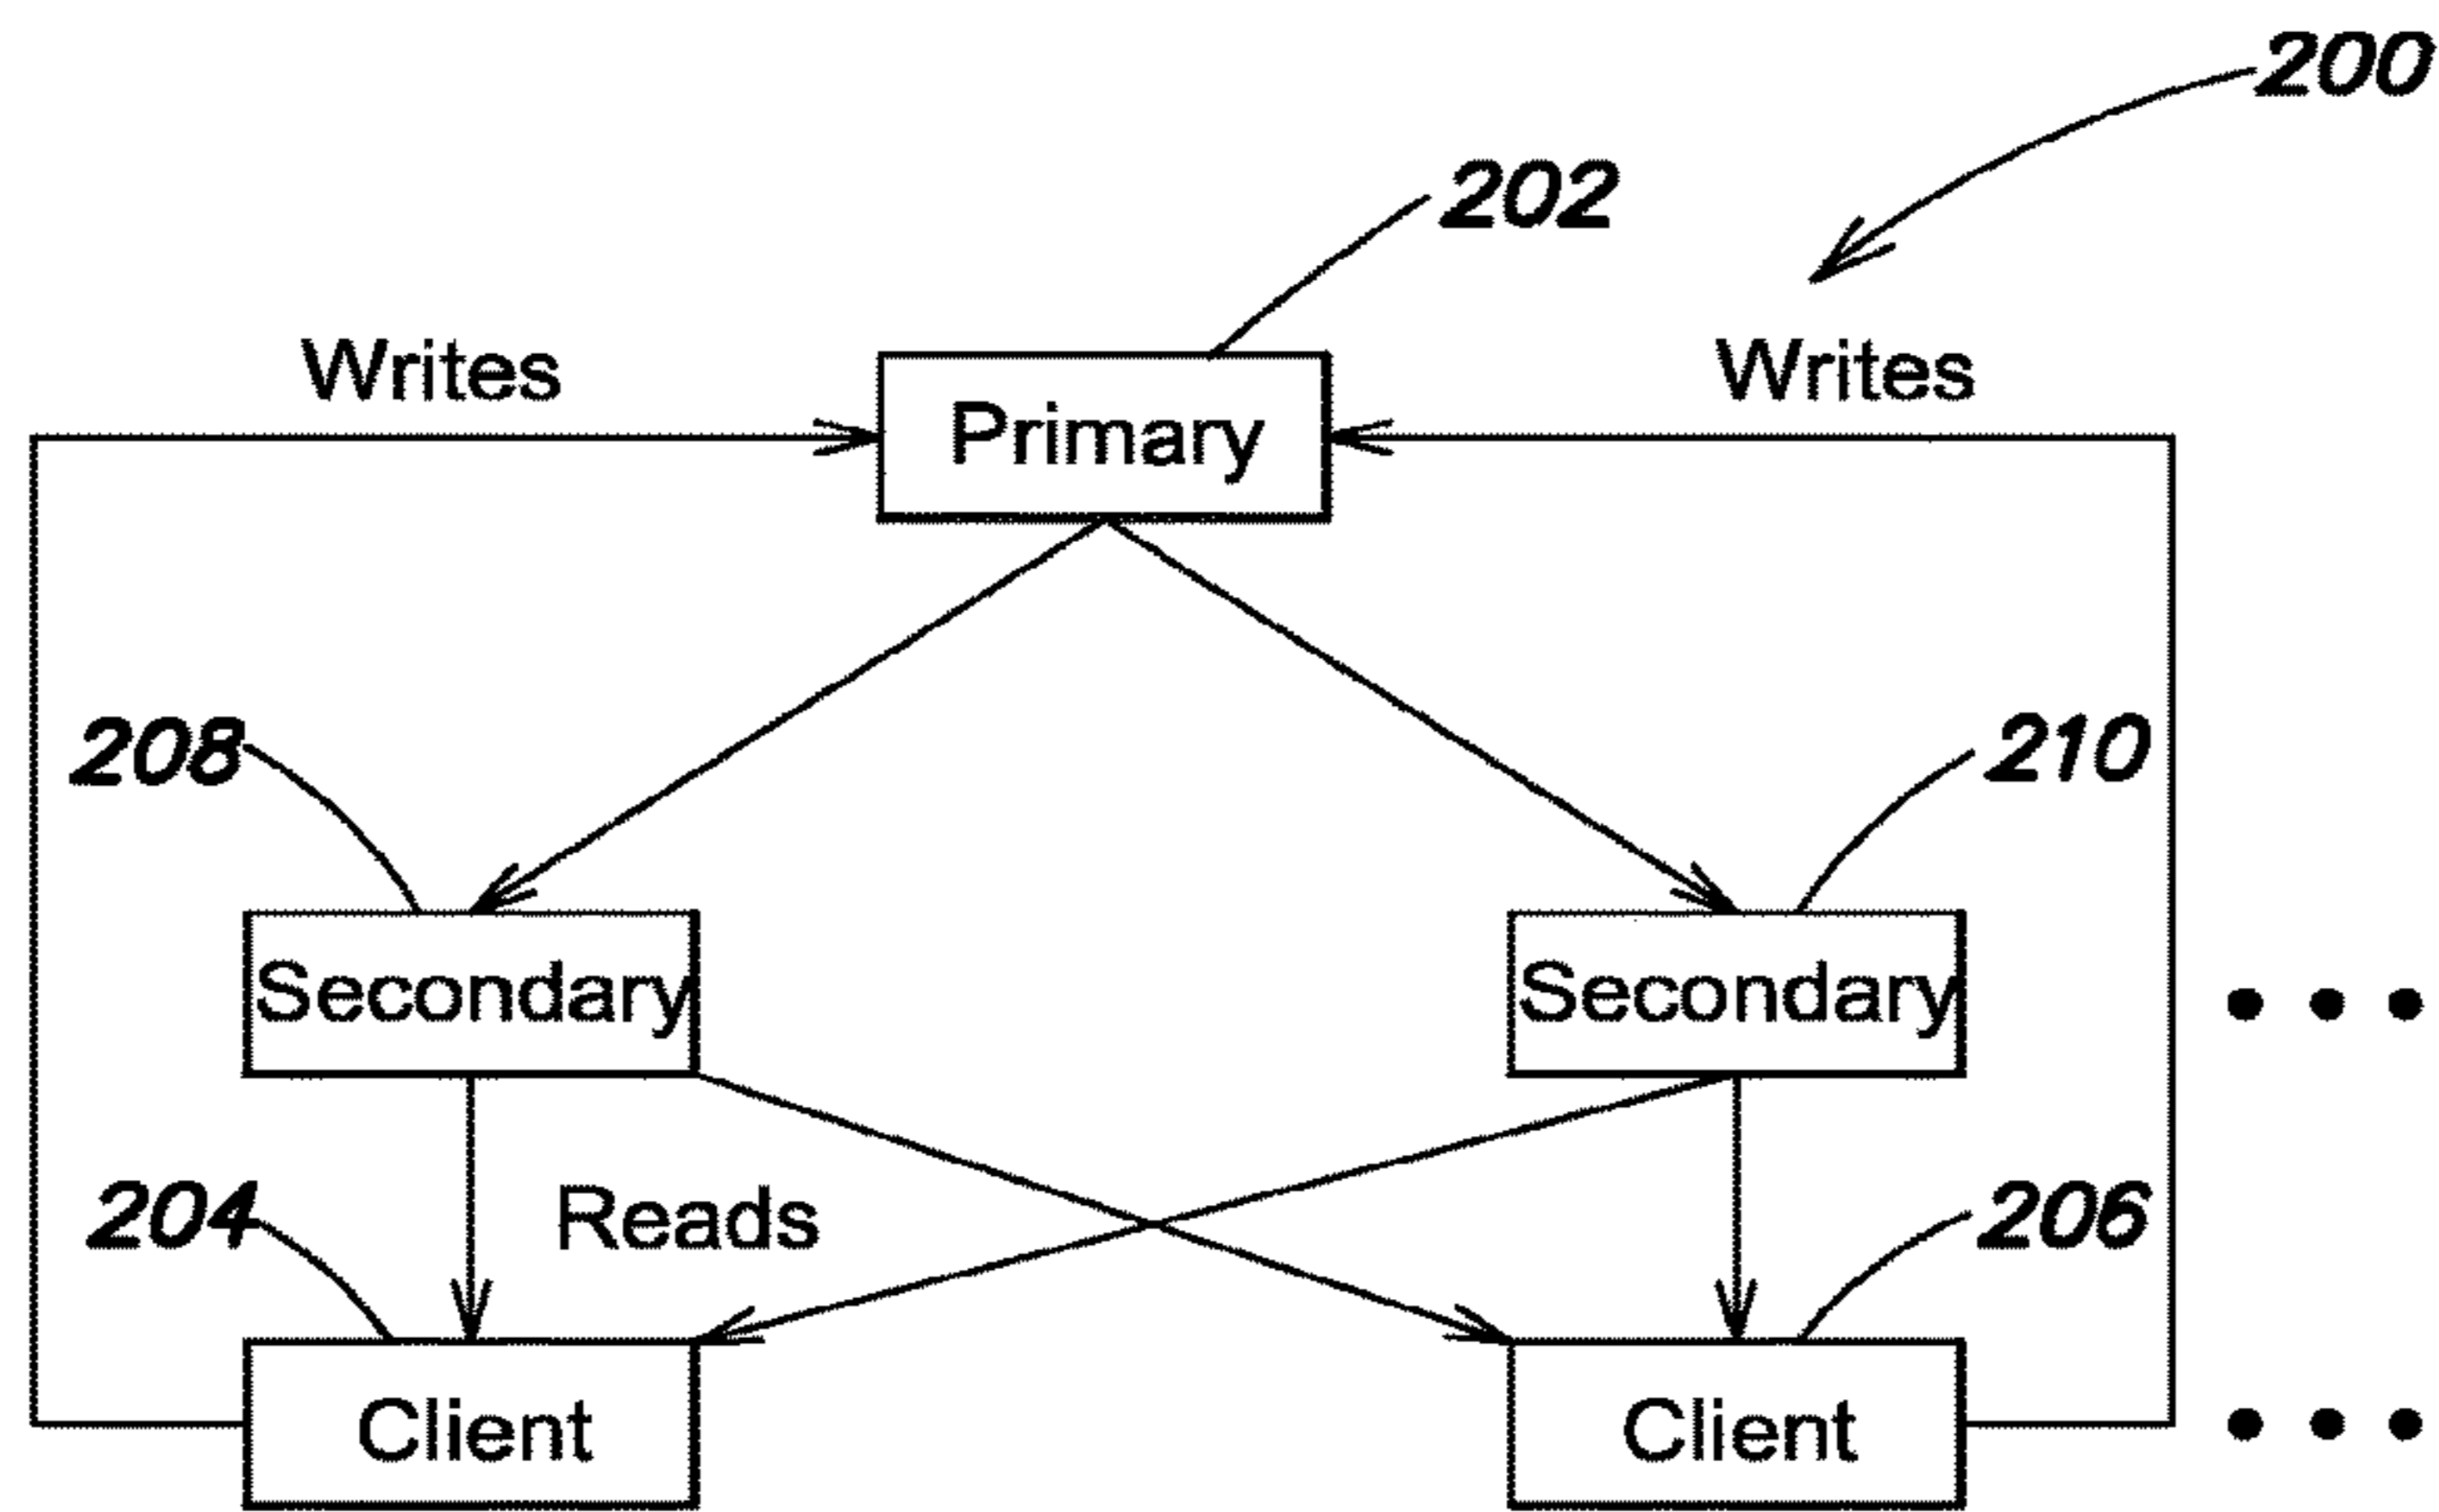 200
202
Writes
Writes
Primary
208
210
Secondary
Secondary
204
Reads
206
Client
Client